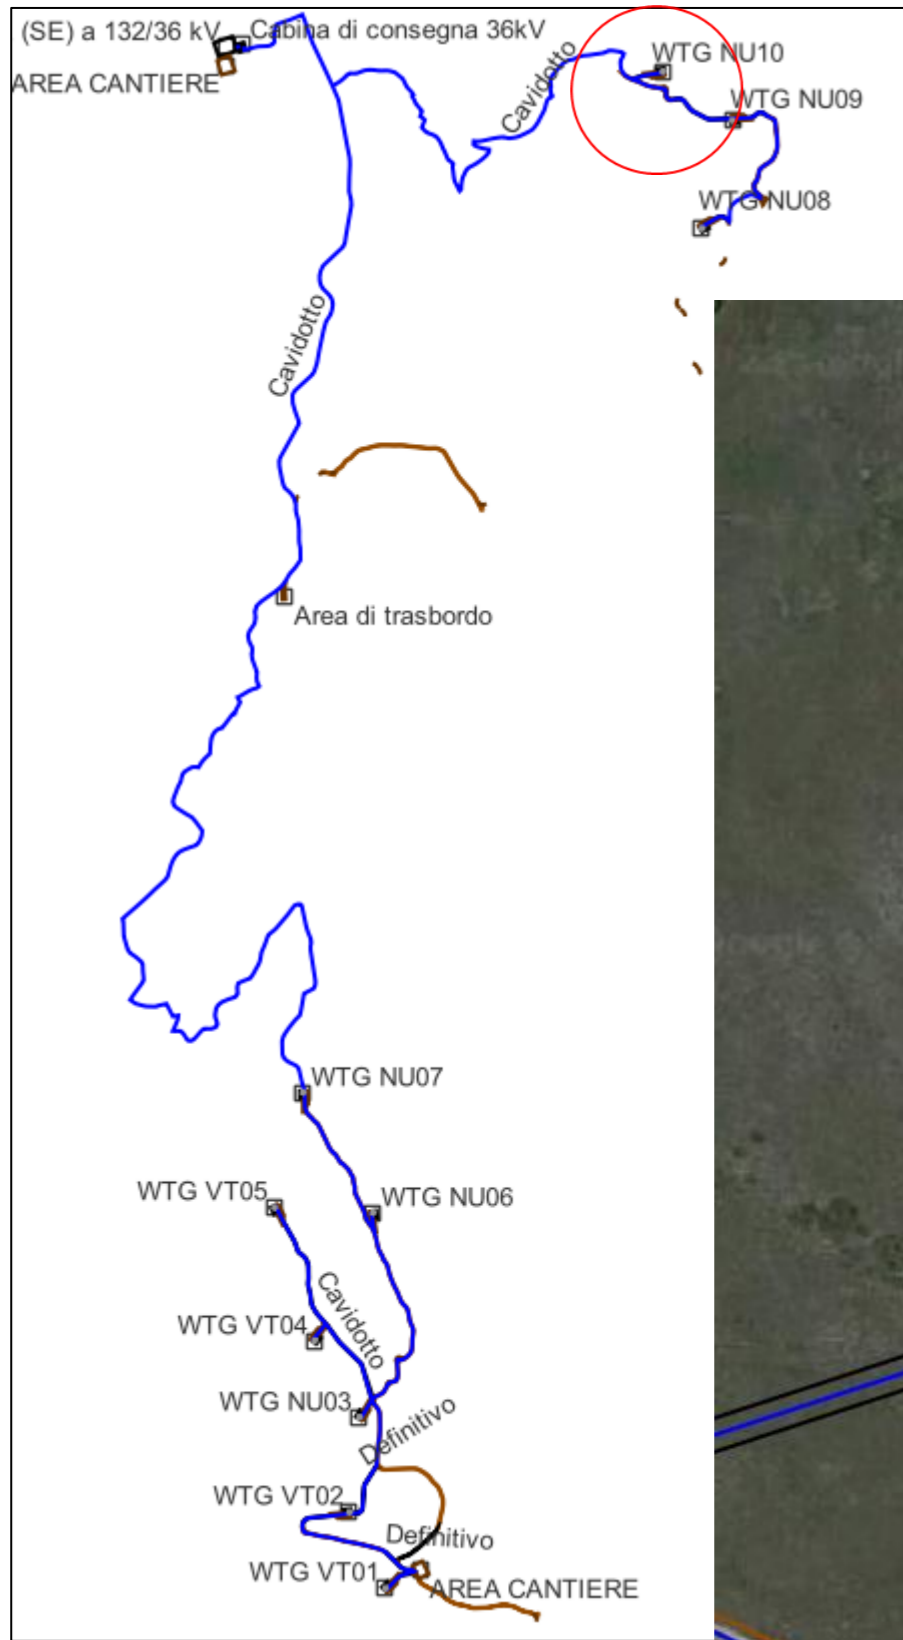 (SE) a 132/36 kV
Cabina di consegna 36kV
AREA CANTIERE
Cavidotto
WTG NU10
WTG NU09
WTG NU08
Cavidotto
Area di trasbordo
WTG NU07
WTG VT05
WTG NU06
Cavidotto
WTG VT04
WTG NU03
Definitivo
WTG VT02
Definitivo
WTG VT01
AREA CANTIERE